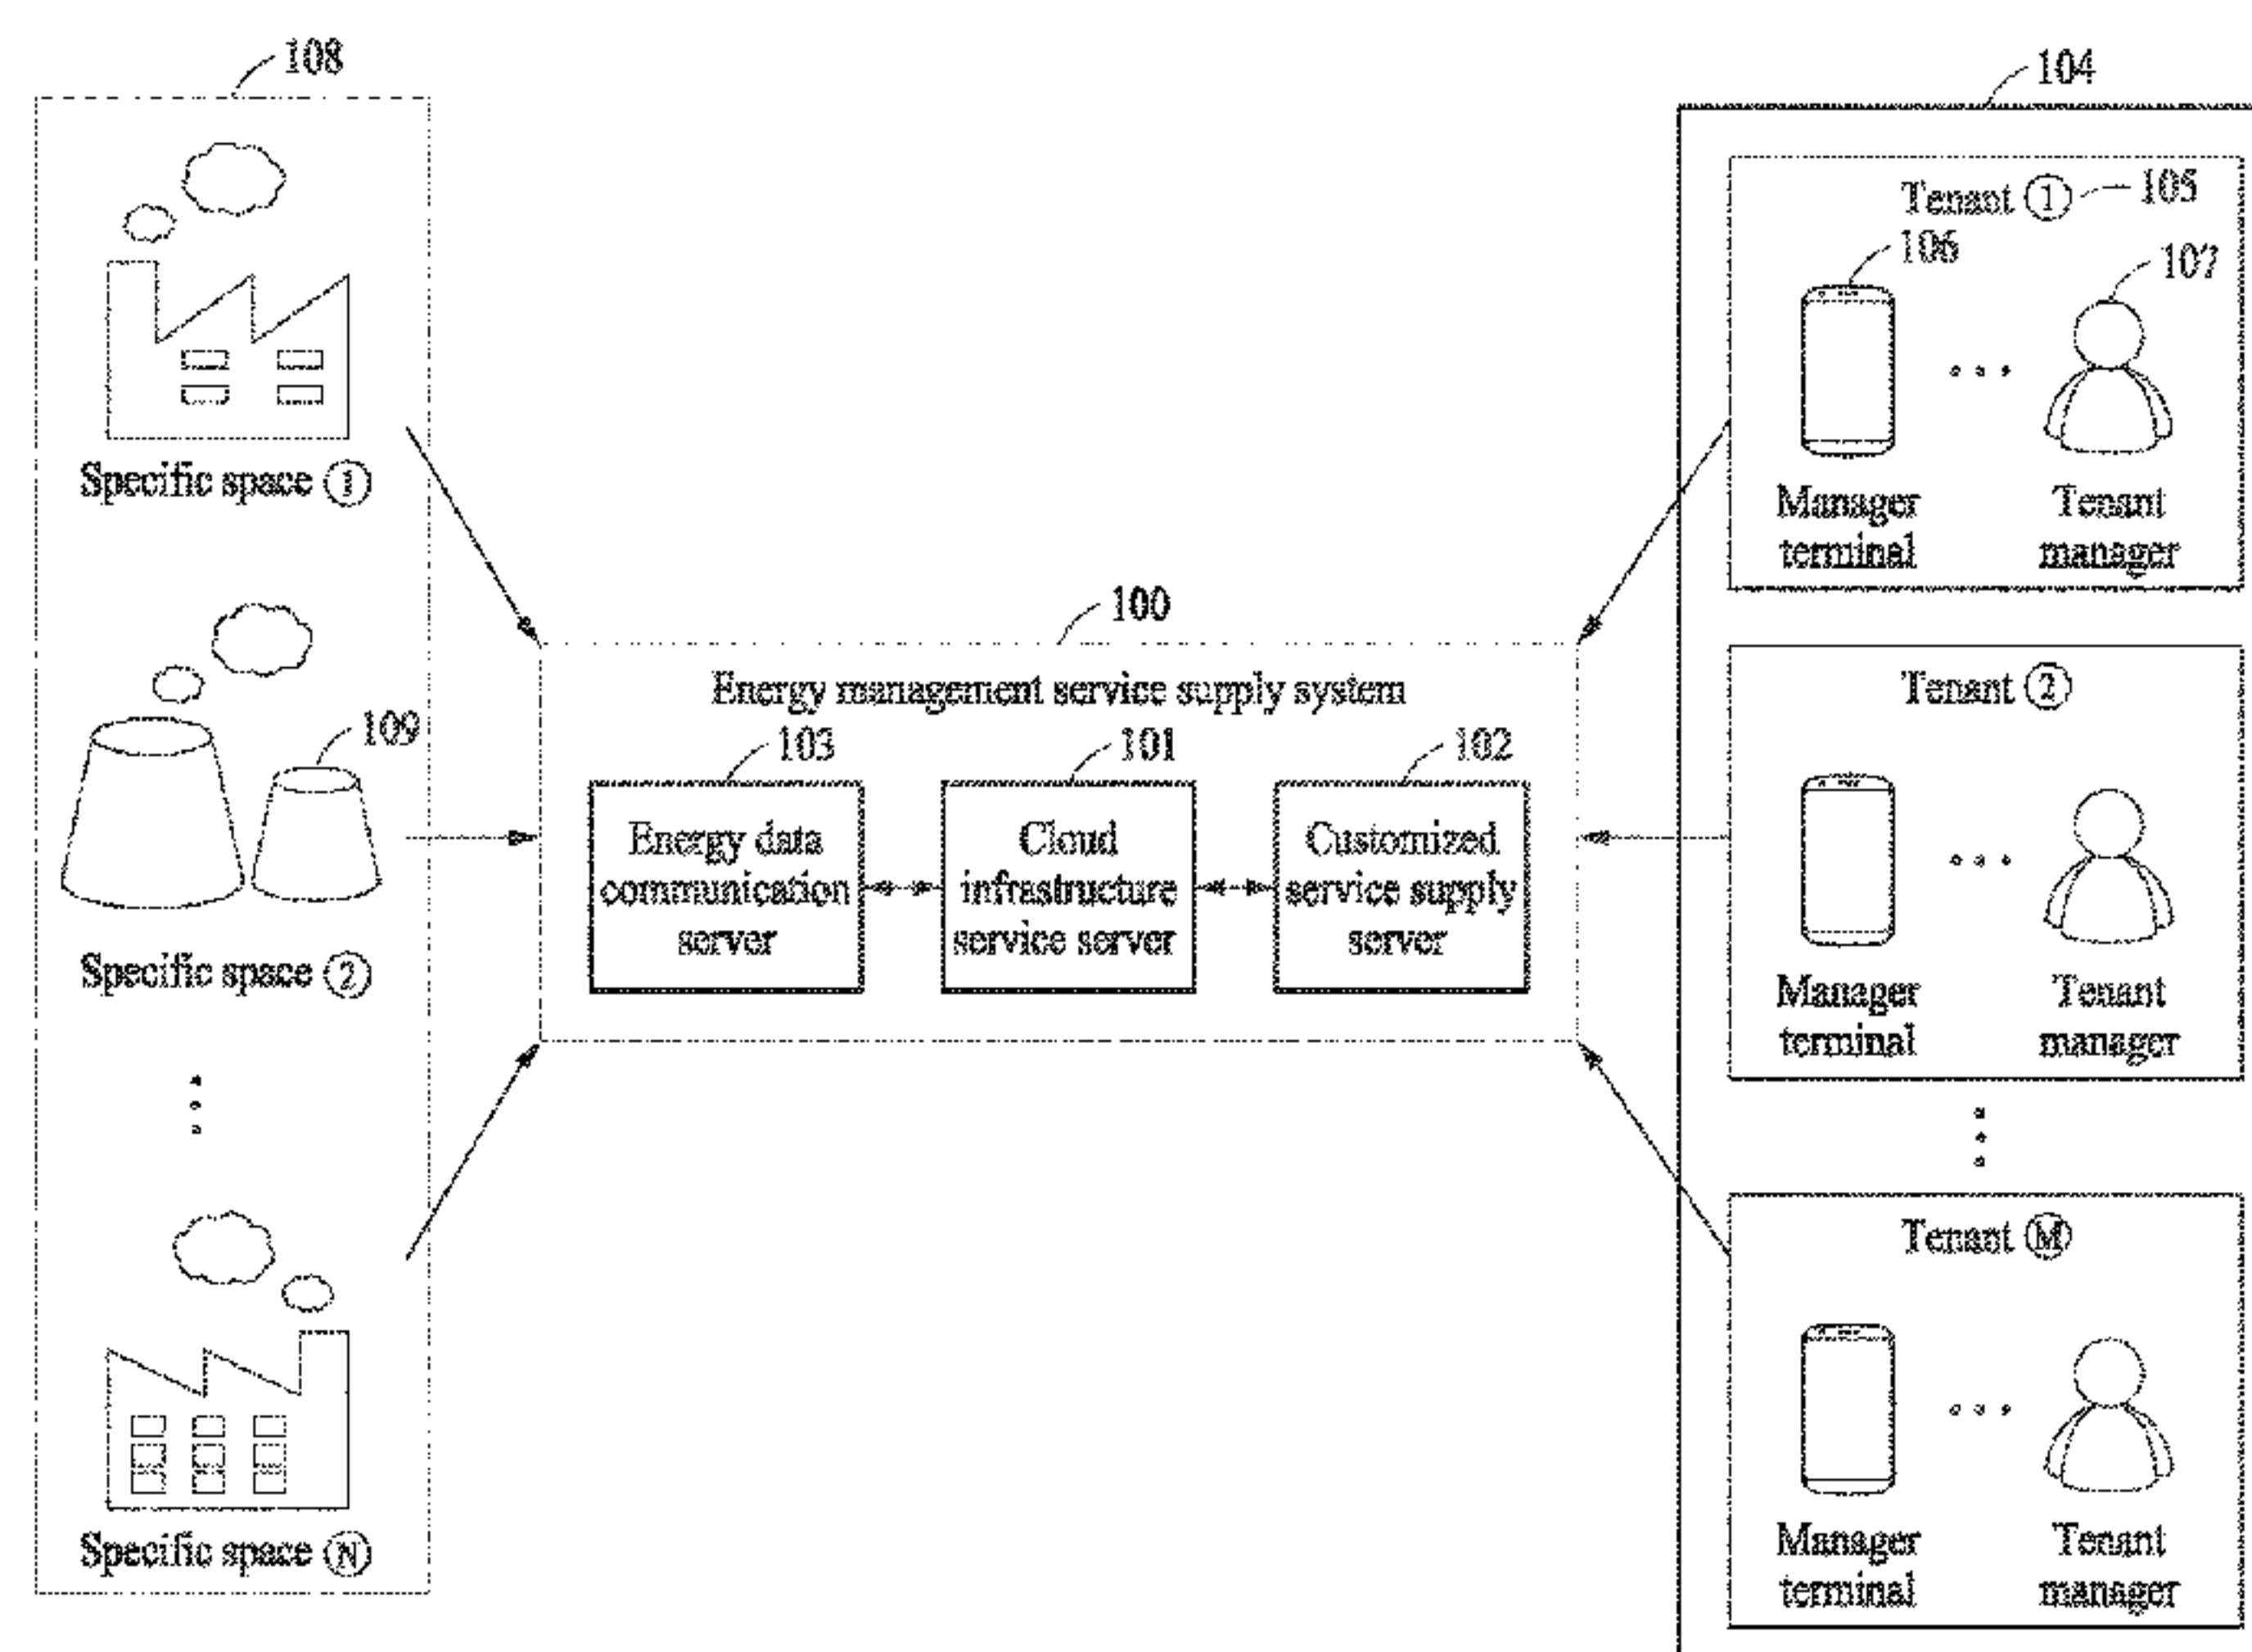 108
Specific space ①
109
Specific space ②
Specific space Ⓝ
100
Energy management service supply system
103
Energy data
communication
server
101
Cloud
infrastructure
service server
102
Customized
service supply
server
104
Tenant ① 105
106
107
Manager
terminal
Tenant
manager
Tenant ②
Manager
terminal
Tenant
manager
Tenant Ⓜ
Manager
terminal
Tenant
manager